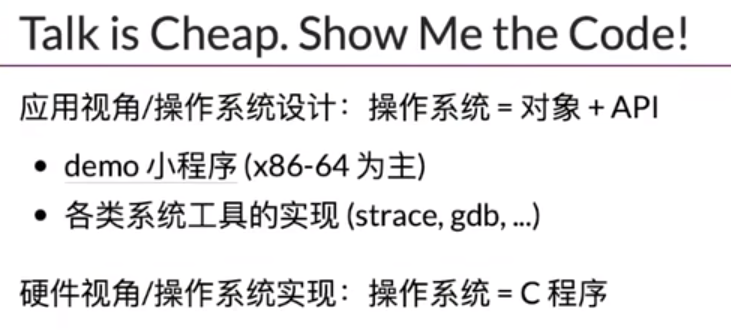 Talk is Cheap. Show Me the Code!
应用视角/操作系统设计：操作系统 = 对象 + API
• demo 小程序 (x86-64 为主)
• 各类系统工具的实现 (strace, gdb, ...)
硬件视角/操作系统实现：操作系统 = C 程序